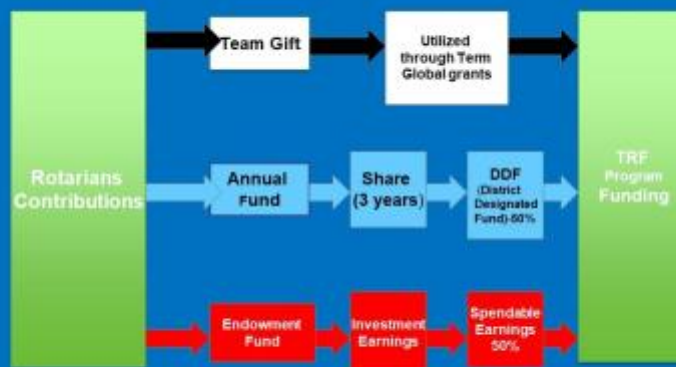 Team Gift
Utilized
through Term
Global grants
Rotarians
Contributions
Annual
Fund
Share
(3 years)
DDF
(District
Designated
Fund)-50%
TRF
Program
Funding
Endowment
Fund
Investment
Earnings
Spendable
Earnings
50%